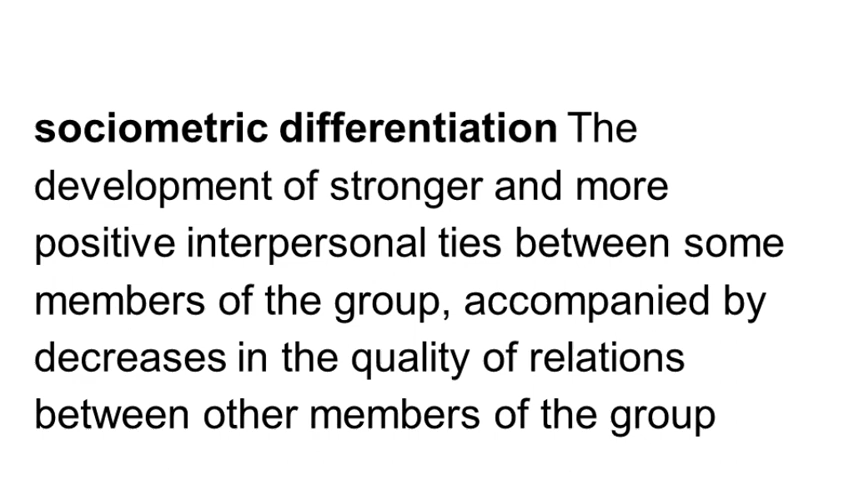 sociometric differentiation The
development of stronger and more
positive interpersonal ties between some
members of the group, accompanied by
decreases in the quality of relations
between other members of the group